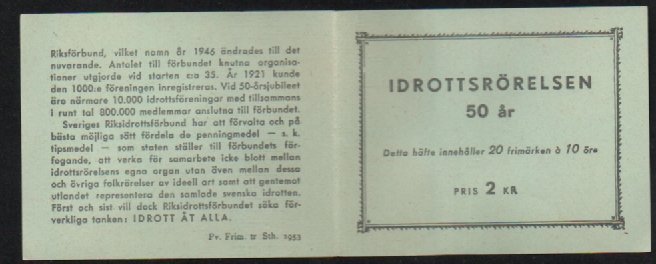 Riksförbund, vilket namn år 1946 ändrades till det
nuvarande. Antalet till förbundet knutna organisa-
tioner utgjorde vid starten c:a 35. År 1921 kunde
den 1000:e föreningen inregistreras. Vid 50-årsjubileet
äro närmare 10.000 idrottsföreningar med tillsammans
i runt tal 800.000 medlemmar anslutna till förbundet.
Sveriges Riksidrottsförbund har att förvalta och på
bästa möjliga sätt fördela de penningmedel — s. k.
tipsmedel — som staten ställer till förbundets för-
fogande, att verka för samarbete icke blott mellan
idrottsrörelsens egna organ utan även mellan dessa
och övriga folkrörelser av ideell art samt att gentemot
utlandet representera den samlade svenska idrotten.
Först och sist vill dock Riksidrottsförbundet söka för-
verkliga tanken: IDROTT ÅT ALLA.
Pv. Frim. tr Sth. 1953
IDROTTSRÖRELSEN
50 år
Detta häfte innehåller 20 frimärken à 10 öre
PRIS 2 KR